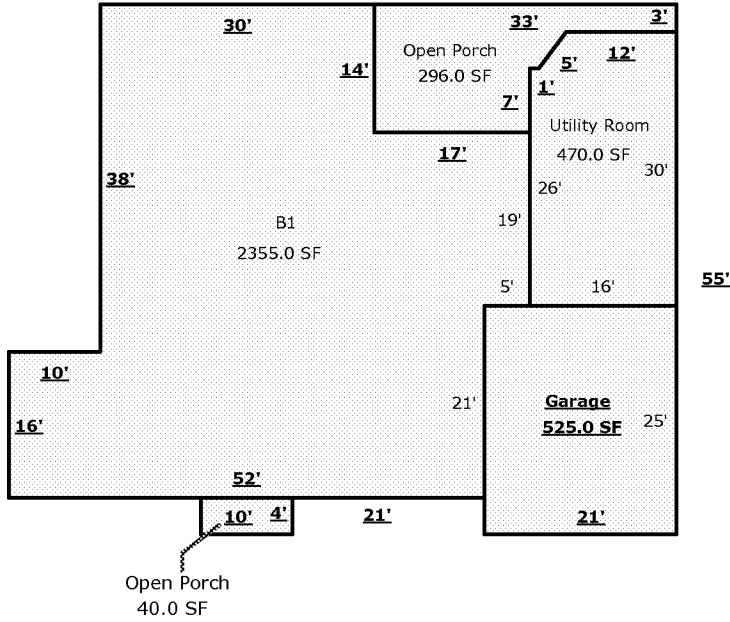 30'
33'
3'
Open Porch
296.0 SF
14'
5'
12'
1'
7'
Utility Room
470.0 SF
17'
30'
38'
26'
19'
B1
2355.0 SF
5'
16'
55'
10'
21'
Garage
525.0 SF
25'
16'
52'
10'
4'
21'
21'
Open Porch
40.0 SF